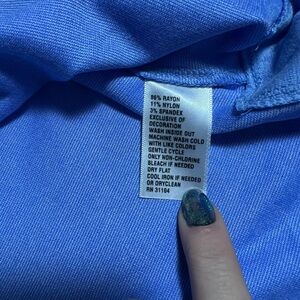 86% RAYON
11% NYLON
3% SPANDEX
EXCLUSIVE OF
DECORATION
WASH INSIDE OUT
MACHINE WASH COLD
WITH LIKE COLORS
GENTLE CYCLE
ONLY NON-CHLORINE
BLEACH IF NEEDED
DRY FLAT
COOL IRON IF NEEDED
OR DRYCLEAN
RN 31104